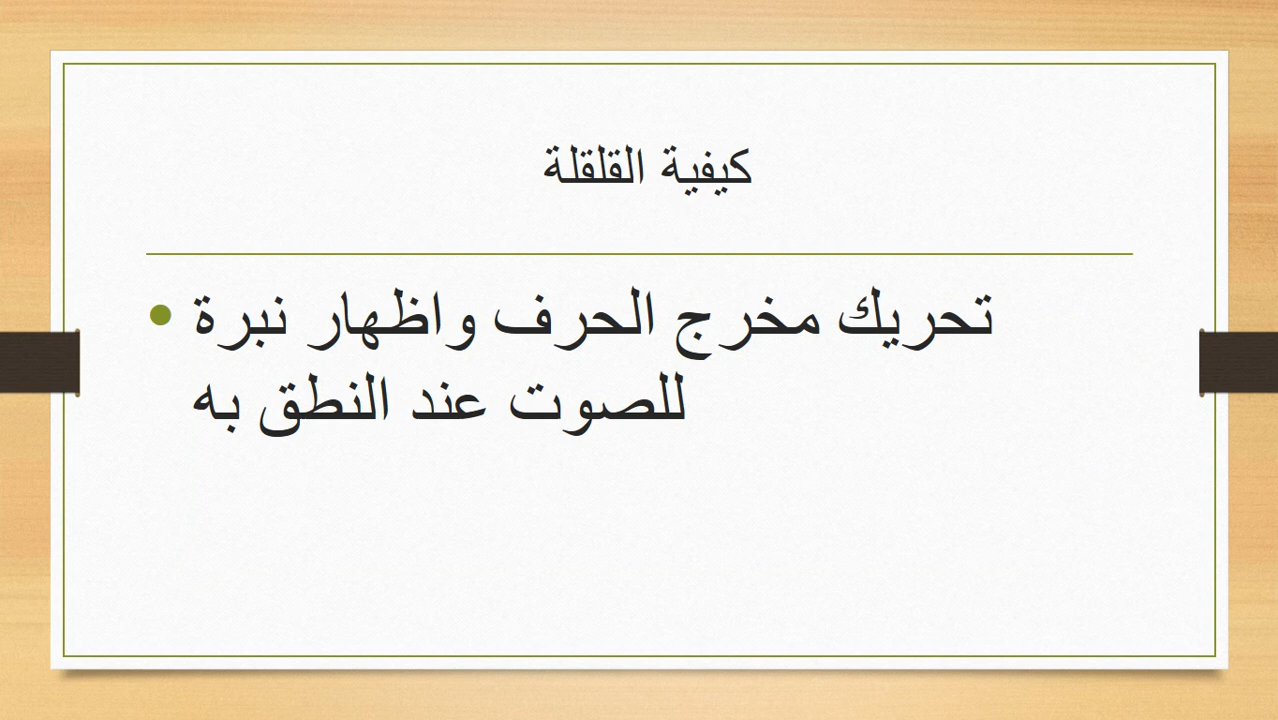 كيفية القلقلة
تحريك مخرج الحرف واظهار نبرة
للصوت عند النطق به